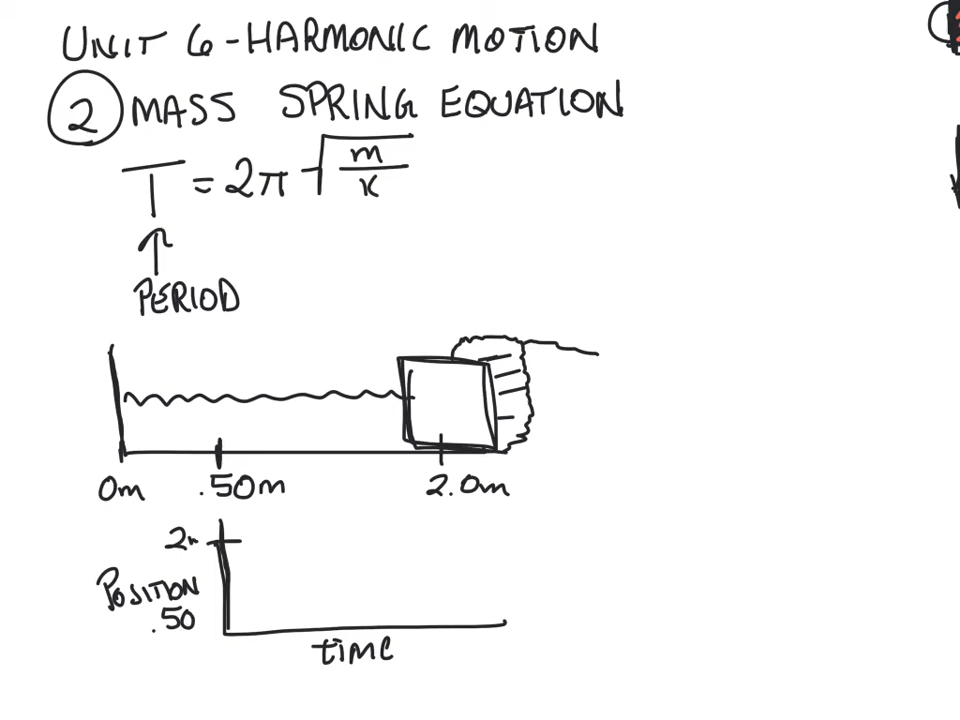 UNIT 6-HARMONIC MOTION
2 MASS SPRING EQUATION
T = 2π √m/k
PERIOD
0m .50m 2.0m
2m
POSITION
.50
TIME